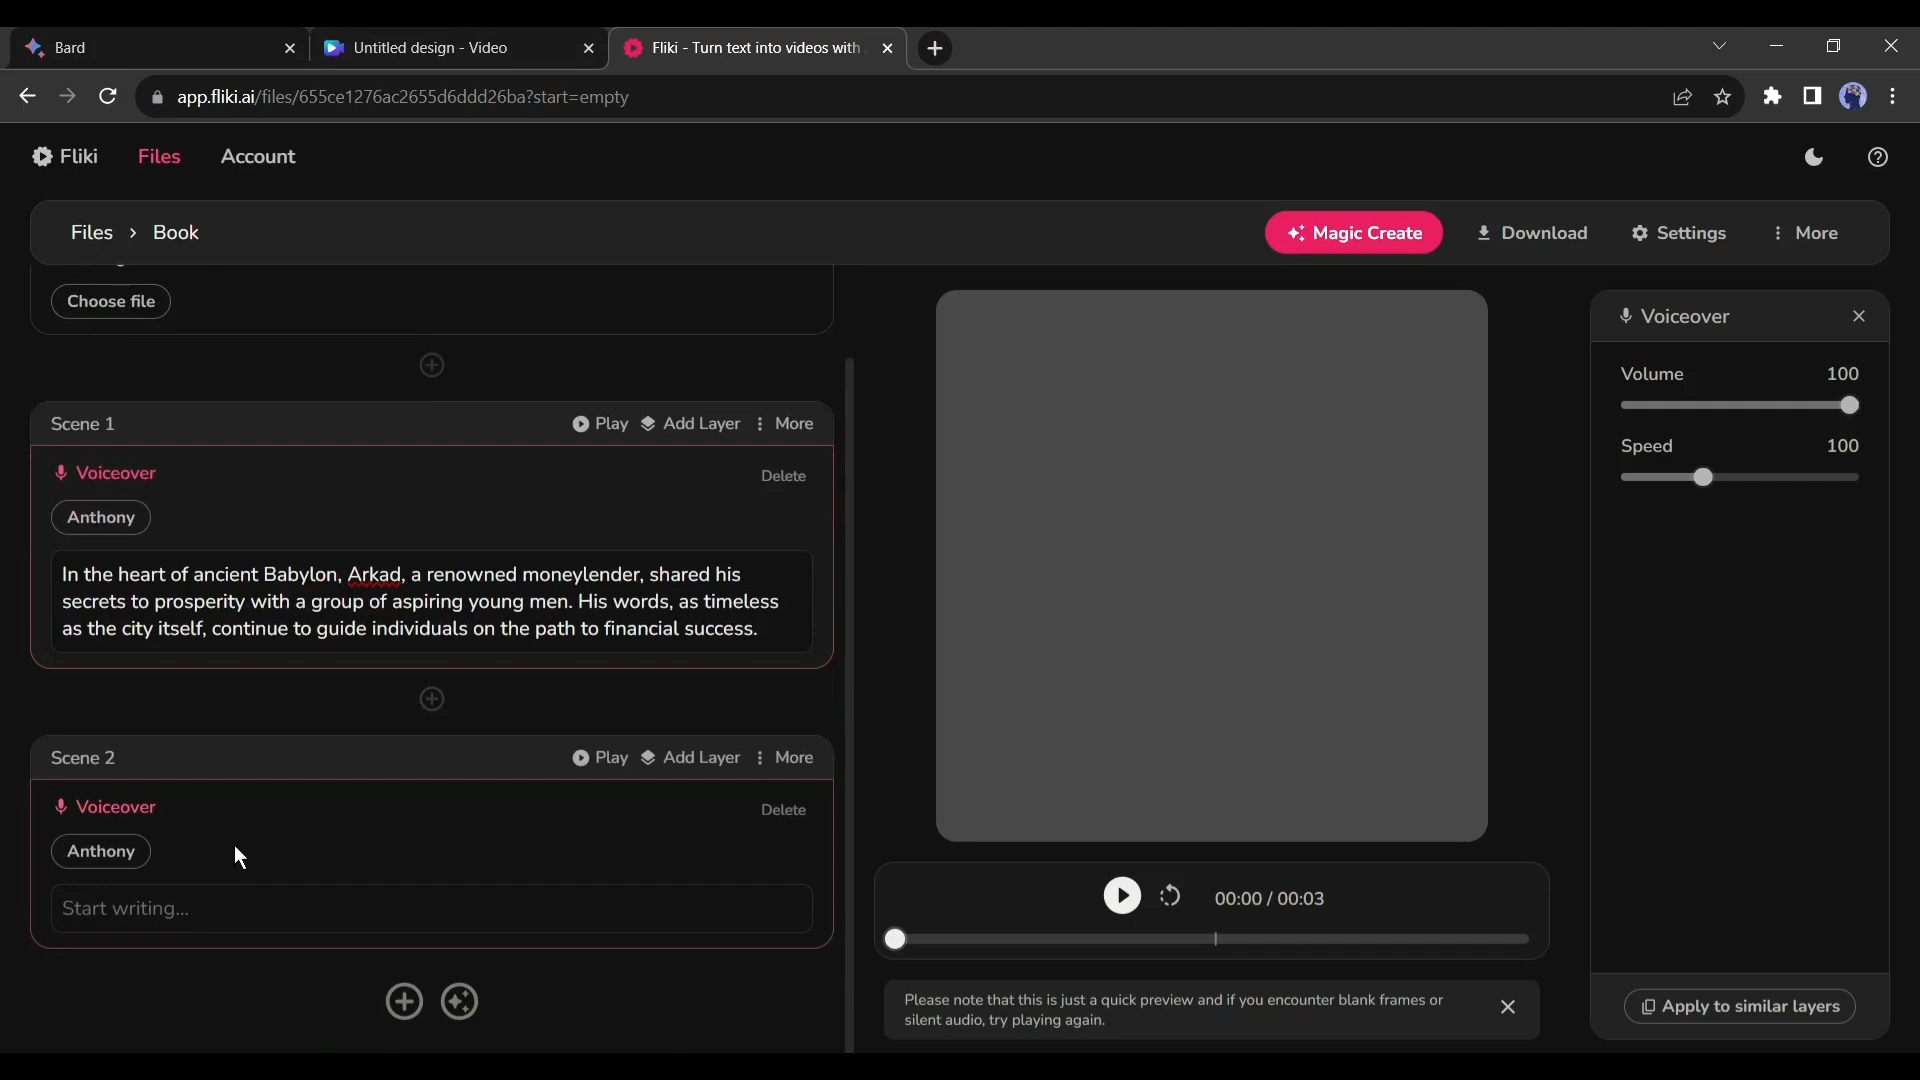 Bard
Untitled design - Video
Fliki - Turn text into videos with
app.fliki.ai/files/655ce1276ac2655d6ddd26ba?start=empty
Fliki
Files
Account
Files > Book
Magic Create
Download
Settings
More
Choose file
Scene 1
Play
Add Layer
More
Voiceover
Delete
Anthony
In the heart of ancient Babylon, Arkad, a renowned moneylender, shared his
secrets to prosperity with a group of aspiring young men. His words, as timeless
as the city itself, continue to guide individuals on the path to financial success.
Scene 2
Play
Add Layer
More
Voiceover
Delete
Anthony
Start writing...
00:00 / 00:03
Please note that this is just a quick preview and if you encounter blank frames or
silent audio, try playing again.
Voiceover
Volume 100
Speed 100
Apply to similar layers